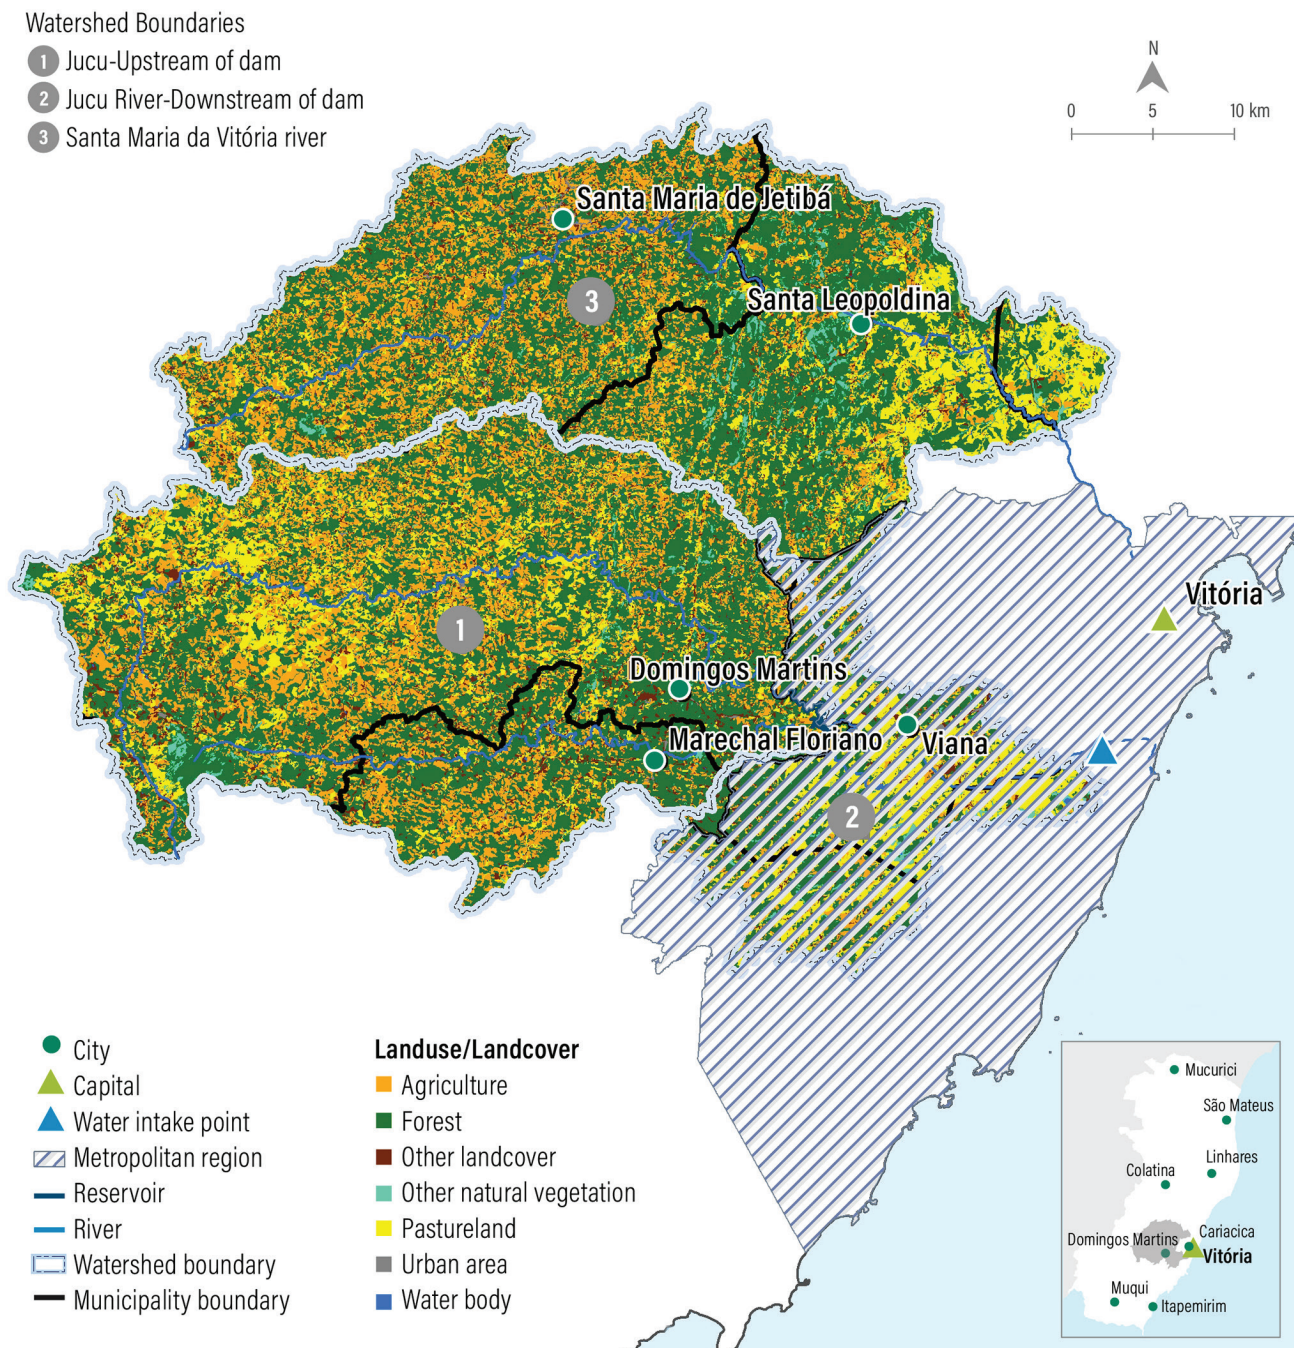 Watershed Boundaries
1 Jucu-Upstream of dam
2 Jucu River-Downstream of dam
3 Santa Maria da Vitória river
N
0 5 10 km
Santa Maria de Jetibá
3
Santa Leopoldina
Vitória
1
Domingos Martins
Marechal Floriano
Viana
2
City
Capital
Water intake point
Metropolitan region
Reservoir
River
Watershed boundary
Municipality boundary
Landuse/Landcover
Agriculture
Forest
Other landcover
Other natural vegetation
Pastureland
Urban area
Water body
Mucurici
São Mateus
Linhares
Colatina
Cariacica
Domingos Martins
Vitória
Muqui
Itapemirim